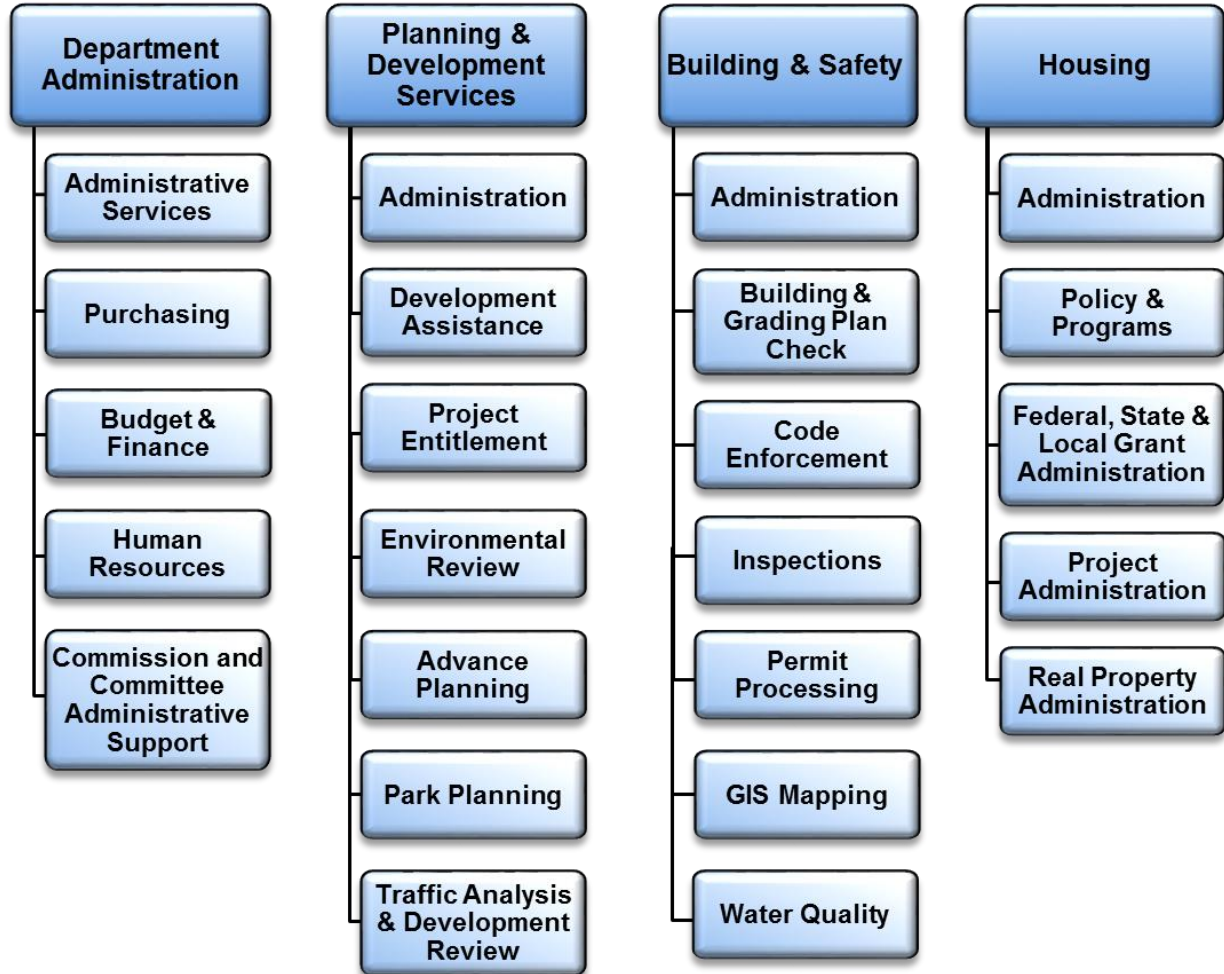 Department
Administration
Administrative
Services
Purchasing
Budget &
Finance
Human
Resources
Commission and
Committee
Administrative
Support
Planning &
Development
Services
Administration
Development
Assistance
Project
Entitlement
Environmental
Review
Advance
Planning
Park Planning
Traffic Analysis
& Development
Review
Building & Safety
Administration
Building &
Grading Plan
Check
Code
Enforcement
Inspections
Permit
Processing
GIS Mapping
Water Quality
Housing
Administration
Policy &
Programs
Federal, State &
Local Grant
Administration
Project
Administration
Real Property
Administration